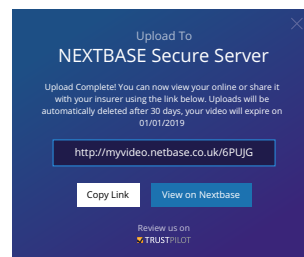 Upload To
NEXTBASE Secure Server
Upload Complete! You can now view your online or share it
with your insurer using the link below. Uploads will be
automatically deleted after 30 days, your video will expire on
01/01/2019
http://myvideo.netbase.co.uk/6PUJG
Copy Link
View on Nextbase
Review us on
TRUSTPILOT